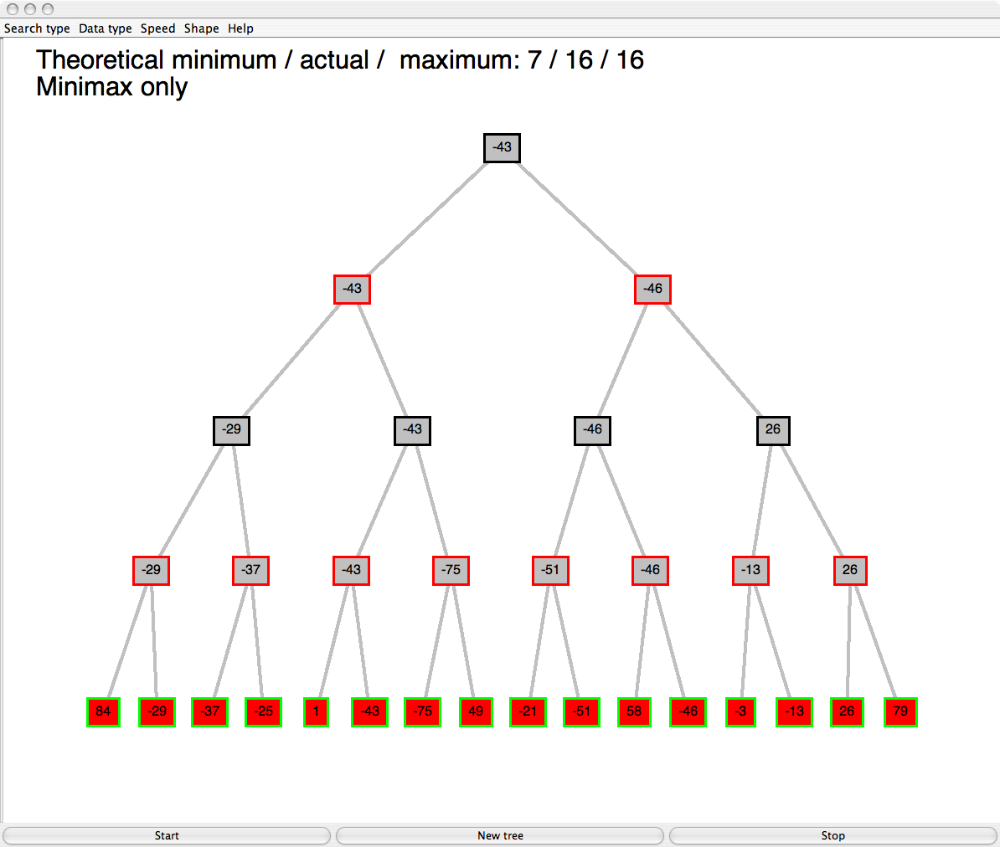 Search type Data type Speed Shape Help
Theoretical minimum / actual /  maximum: 7 / 16 / 16
Minimax only
-43
-43 -46
-29 -43 -46 26
-29 -37 -43 -75 -51 -46 -13 26
84 -29 -37 -25 1 -43 -75 49 -21 -51 58 -46 -3 -13 26 79
Start New tree Stop